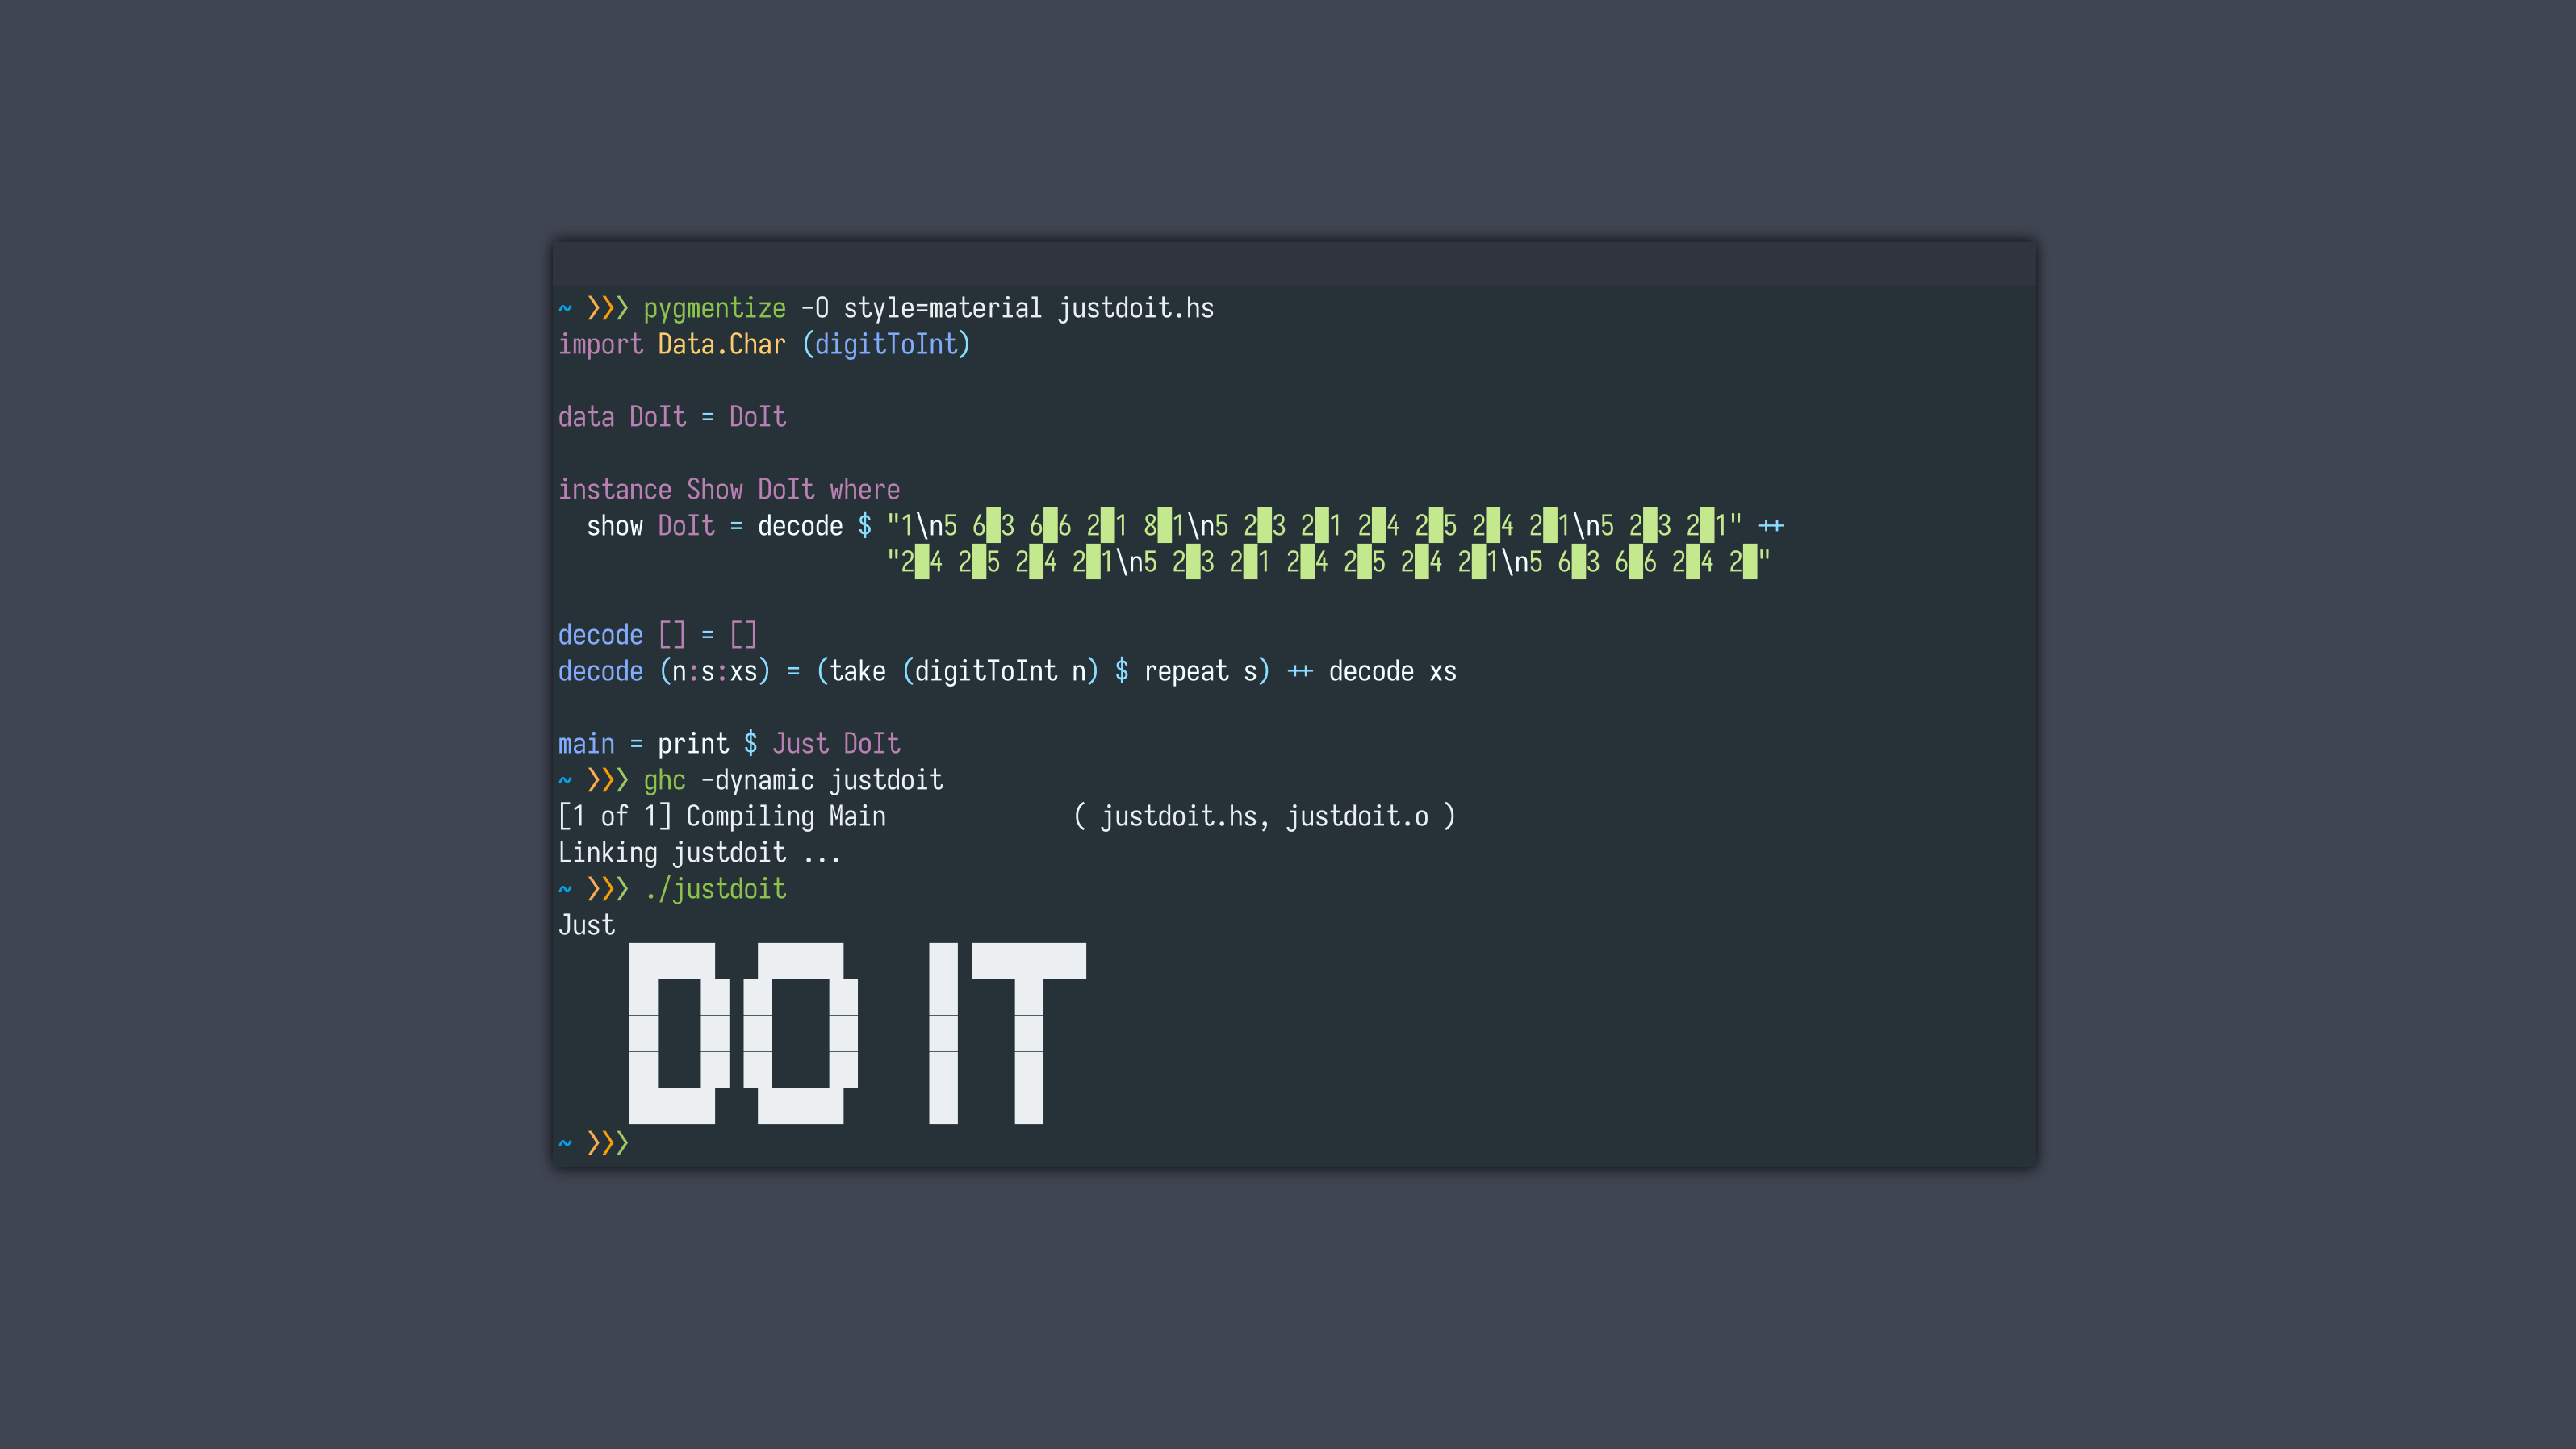 ~ ❯❯❯ pygmentize -O style=material justdoit.hs
import Data.Char (digitToInt)

data DoIt = DoIt

instance Show DoIt where
  show DoIt = decode $ "1\n5 6█3 6█6 2█1 8█1\n5 2█3 2█1 2█4 2█5 2█4 2█1\n5 2█3 2█1" ++
                       "2█4 2█5 2█4 2█1\n5 2█3 2█1 2█4 2█5 2█4 2█1\n5 6█3 6█6 2█4 2█"

decode [] = []
decode (n:s:xs) = (take (digitToInt n) $ repeat s) ++ decode xs

main = print $ Just DoIt
~ ❯❯❯ ghc -dynamic justdoit
[1 of 1] Compiling Main             ( justdoit.hs, justdoit.o )
Linking justdoit ...
~ ❯❯❯ ./justdoit
Just
DO IT
~ ❯❯❯